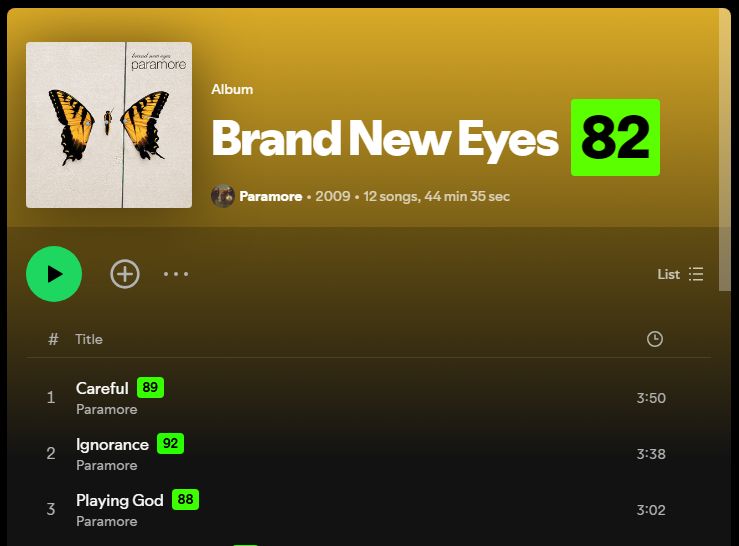 brand new eyes
paramore
Album
Brand New Eyes 82
Paramore • 2009 • 12 songs, 44 min 35 sec
List
# Title
1 Careful 89 3:50
Paramore
2 Ignorance 92 3:38
Paramore
3 Playing God 88 3:02
Paramore